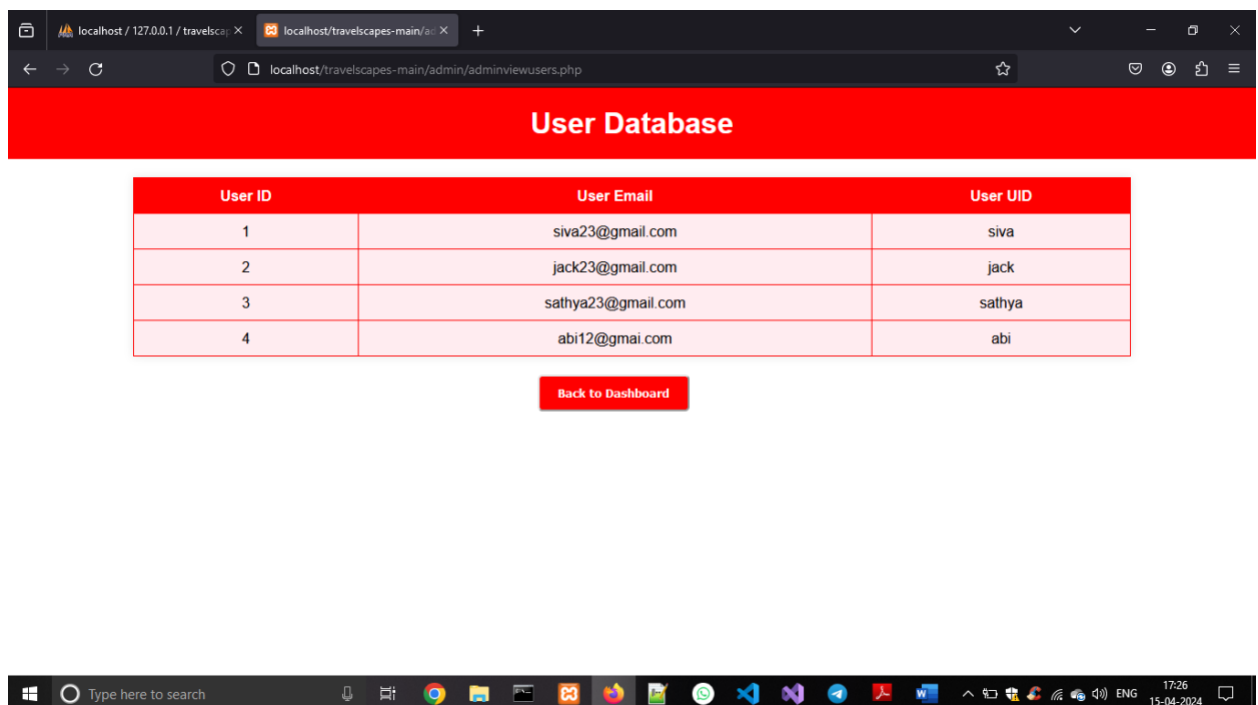 localhost / 127.0.0.1 / travelscap
localhost/travelscapes-main/ad
localhost/travelscapes-main/admin/adminviewusers.php
User Database
User ID User Email User UID
1 siva23@gmail.com siva
2 jack23@gmail.com jack
3 sathya23@gmail.com sathya
4 abi12@gmai.com abi
Back to Dashboard
Type here to search
ENG
17:26
15-04-2024